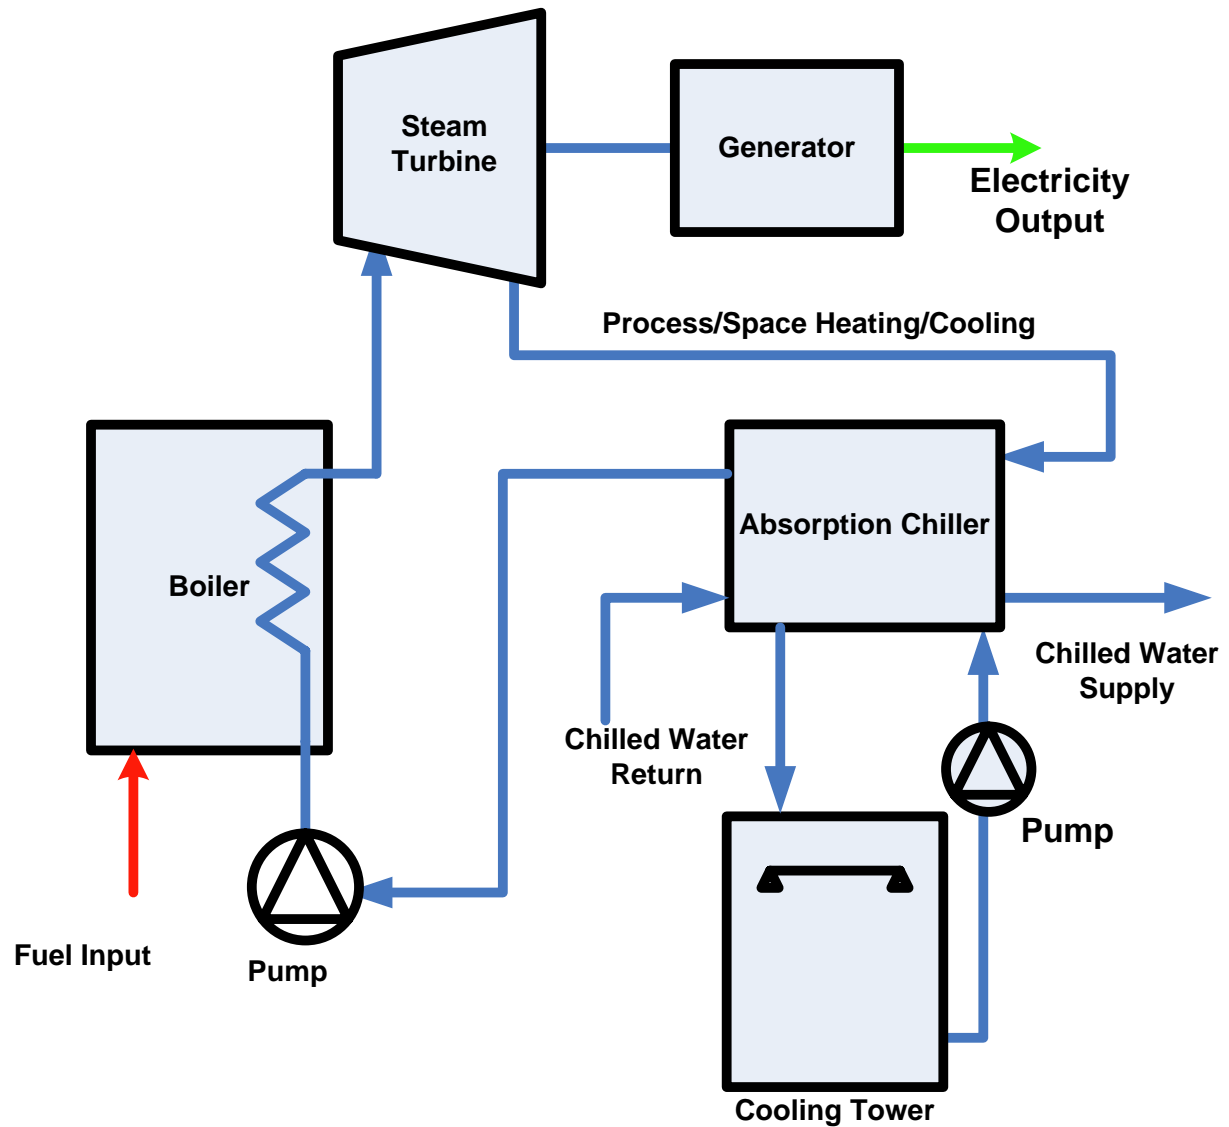 Steam
Turbine
Generator
Electricity
Output
Process/Space Heating/Cooling
Absorption Chiller
Boiler
Chilled Water
Supply
Chilled Water
Return
Pump
Fuel Input
Pump
Cooling Tower